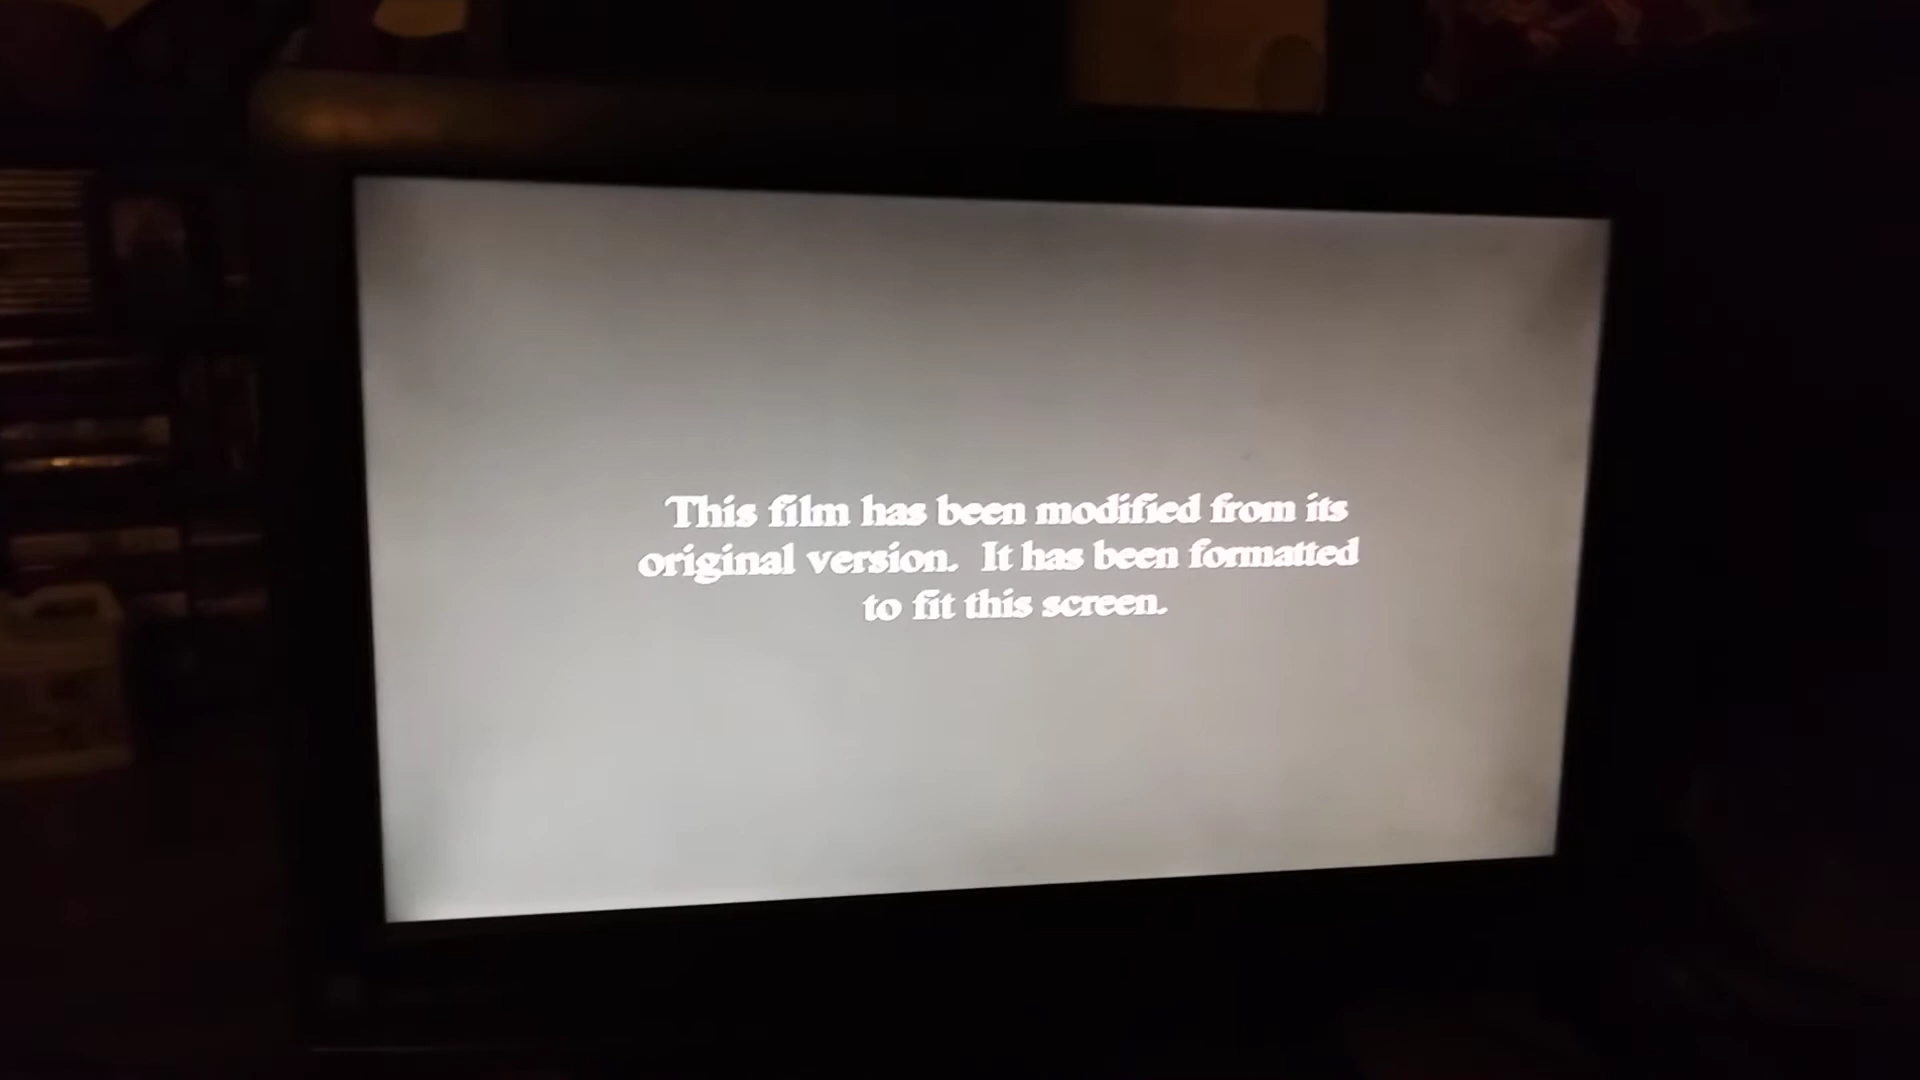 This film has been modified from its
original version.  It has been formatted
to fit this screen.